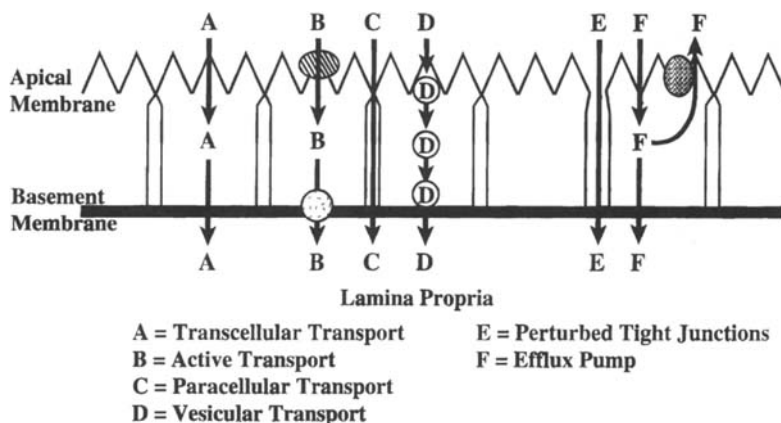 A B C D E F F
Apical
Membrane
D
A B D F
Basement
Membrane
D
A B C D E F
Lamina Propria
A = Transcellular Transport
B = Active Transport
C = Paracellular Transport
D = Vesicular Transport
E = Perturbed Tight Junctions
F = Efflux Pump